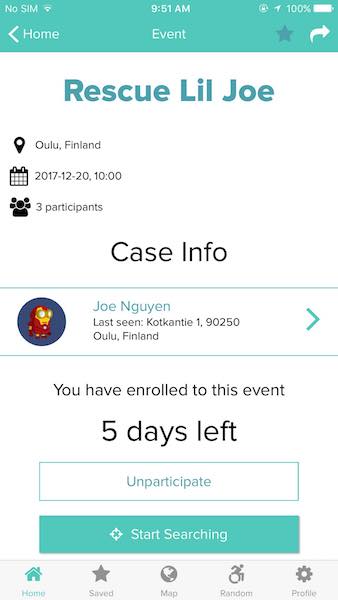 No SIM 9:51 AM 100%
Home Event
Rescue Lil Joe
Oulu, Finland
2017-12-20, 10:00
3 participants
Case Info
Joe Nguyen
Last seen: Kotkantie 1, 90250
Oulu, Finland
You have enrolled to this event
5 days left
Unparticipate
Start Searching
Home Saved Map Random Profile